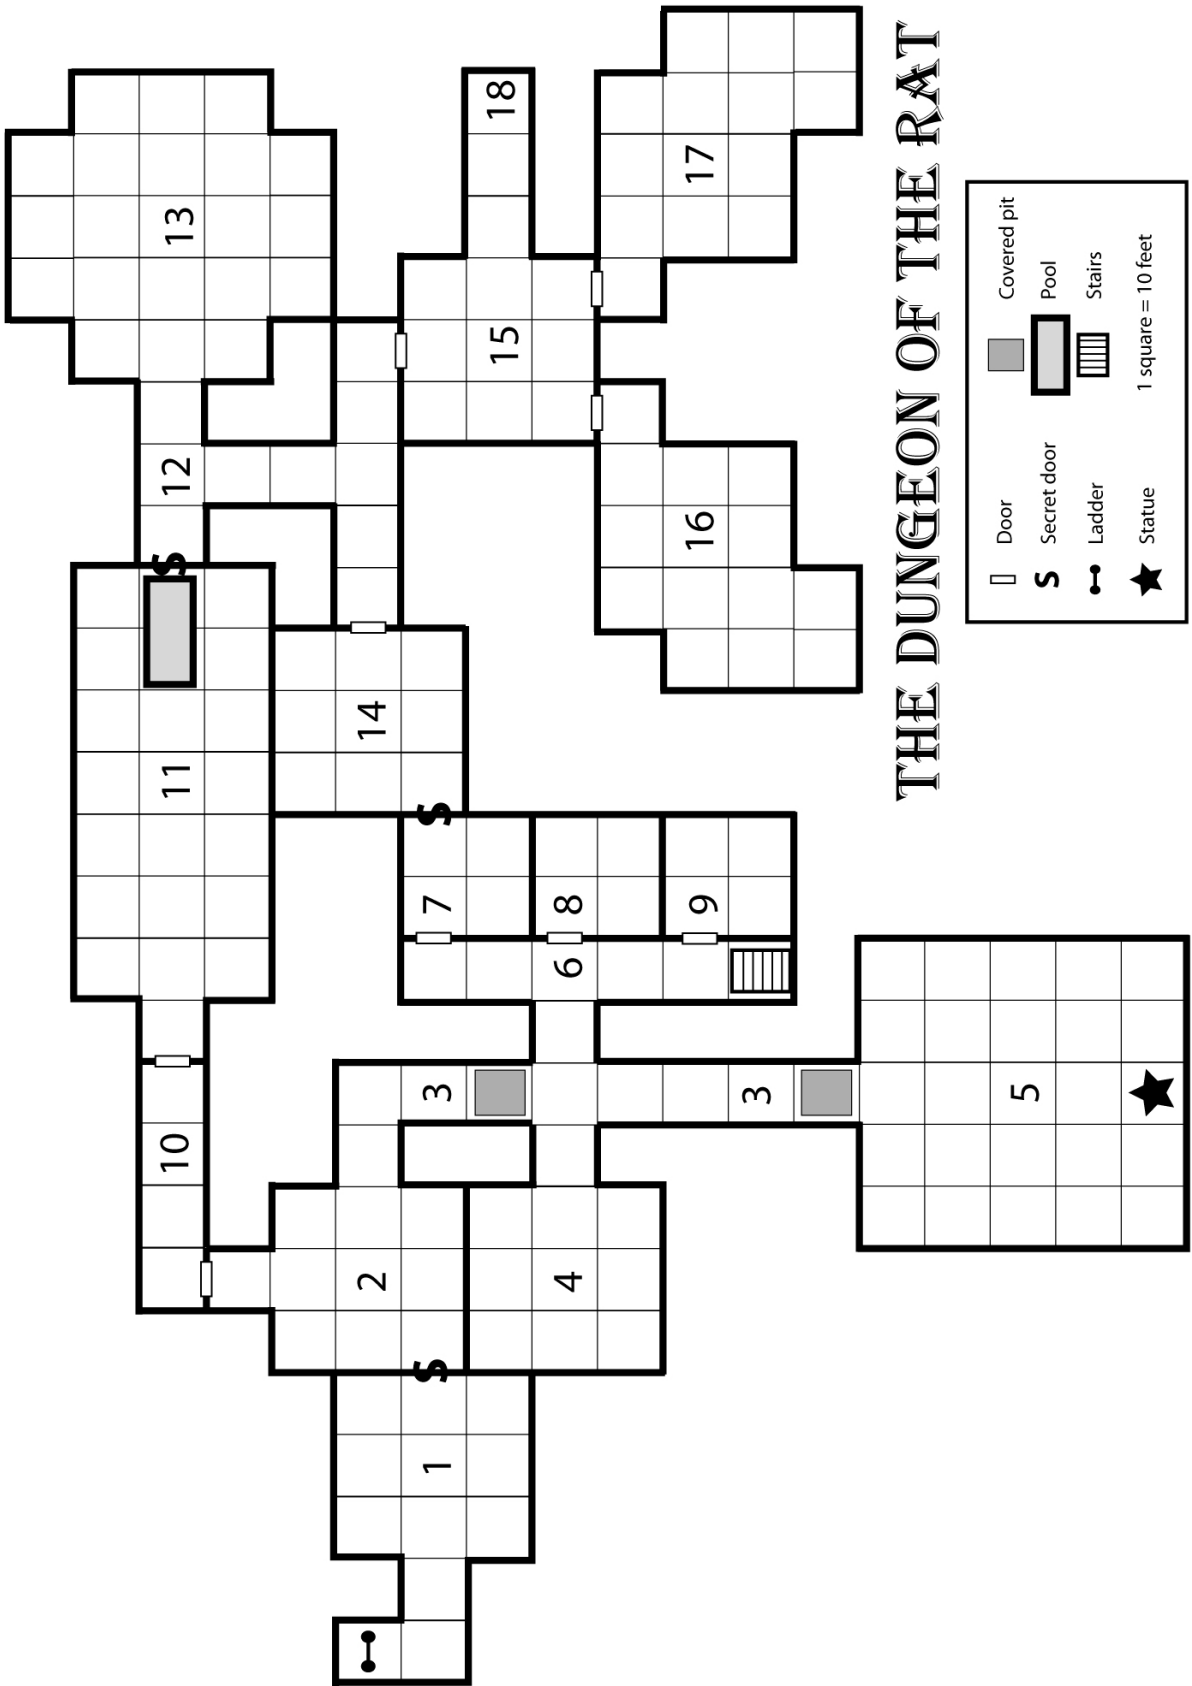 10 11 12 13
2 14
1 3 7 15 18
4 6 8 16 17
3 9
THE DUNGEON OF THE RAT
5
Door
Covered pit
S Secret door
Pool
Ladder
Stairs
Statue
1 square = 10 feet
S
S
S